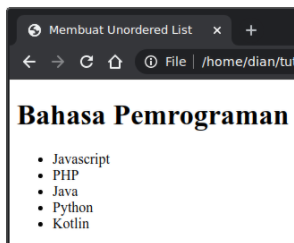 Membuat Unordered List
File
/home/dian/tu
Bahasa Pemrograman
Javascript
PHP
Java
Python
Kotlin